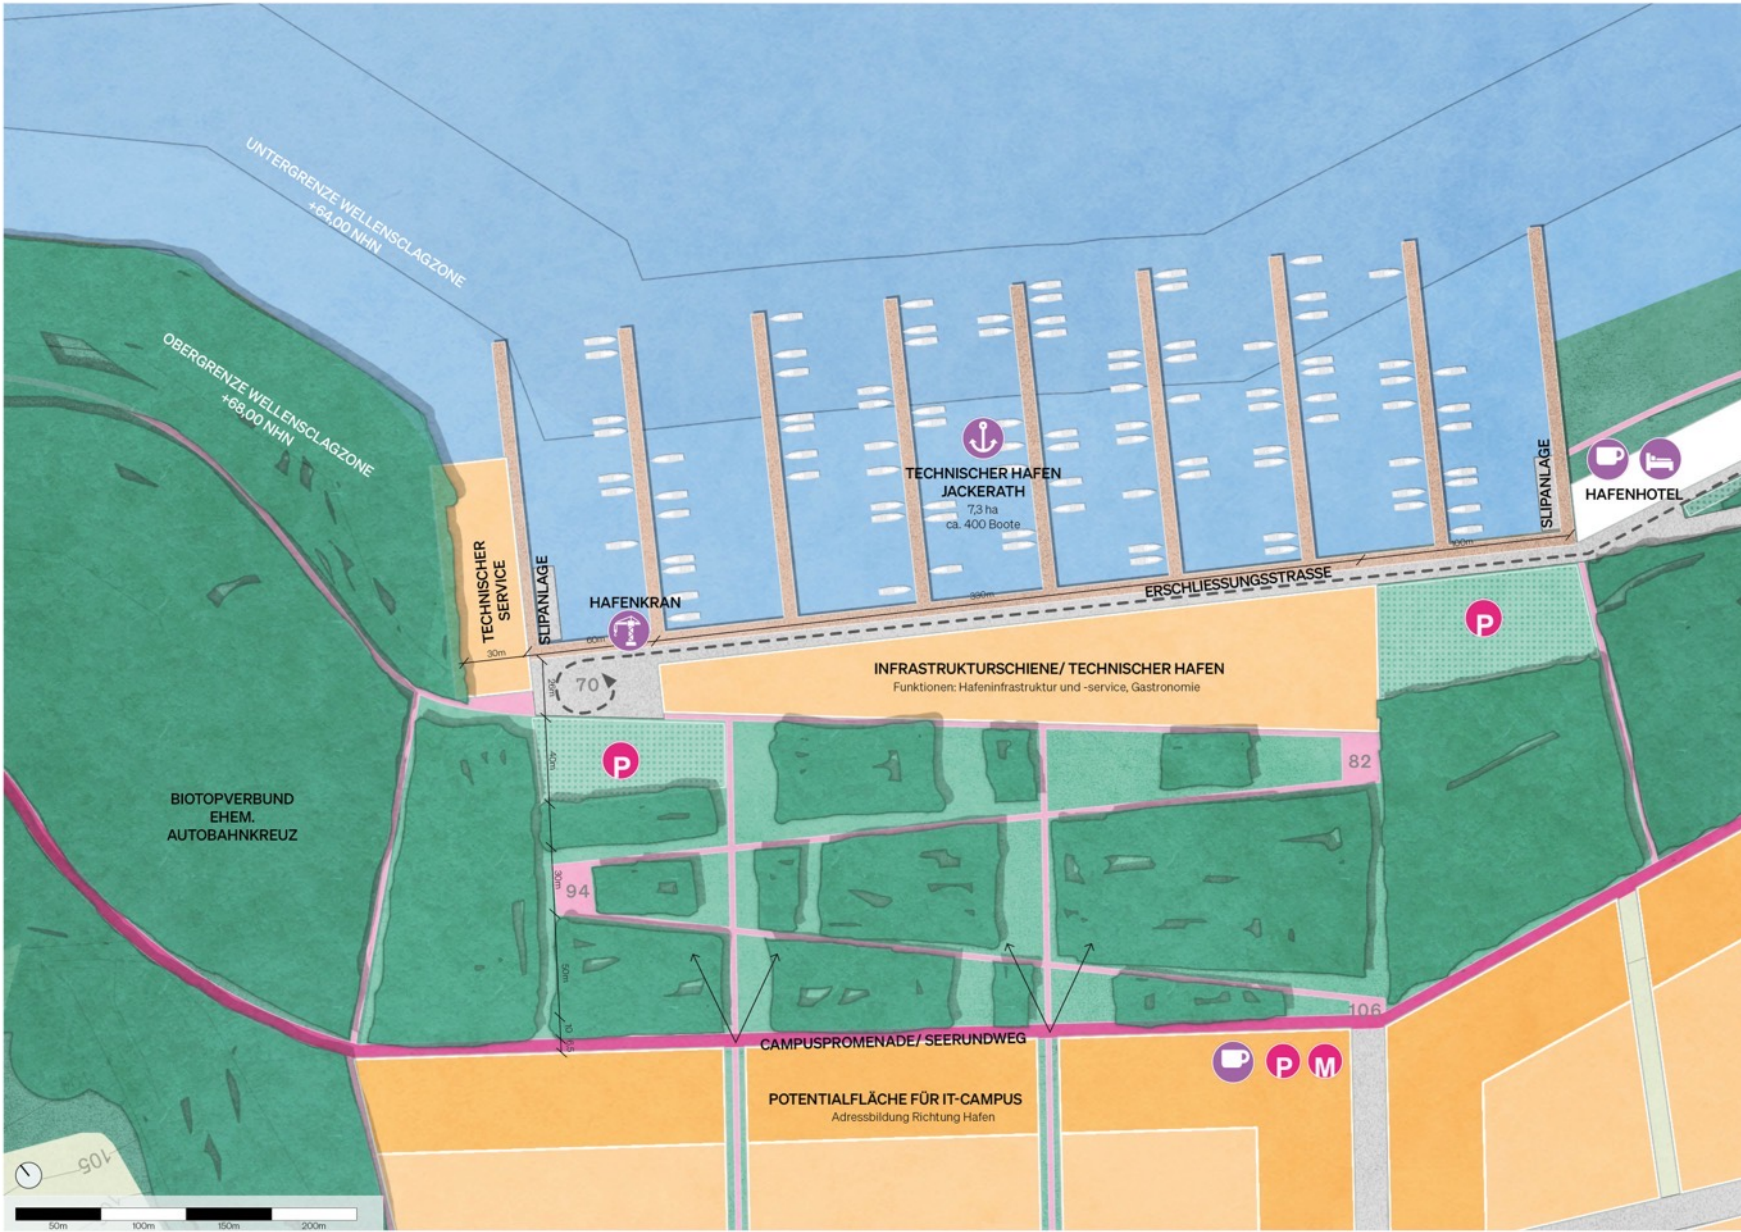 UNTERGRENZE WELLENSCLAGZONE
+64,00 NHN
OBERGRENZE WELLENSCLAGZONE
+68,00 NHN
TECHNISCHER HAFEN
JACKERATH
7,3 ha
ca. 400 Boote
SLIPANLAGE
HAFENHOTEL
TECHNISCHER
SERVICE
SLIPANLAGE
HAFENKRAN
60m
330m
ERSCHLIESSUNGSSTRASSE
100m
30m
70
P
INFRASTRUKTURSCHIENE/ TECHNISCHER HAFEN
Funktionen: Hafeninfrastruktur und -service, Gastronomie
P
40m
82
BIOTOPVERBUND
EHEM.
AUTOBAHNKREUZ
30m
94
50m
10
106
CAMPUSPROMENADE/ SEERUNDWEG
P
M
POTENTIALFLÄCHE FÜR IT-CAMPUS
Adressbildung Richtung Hafen
105
50m
100m
150m
200m